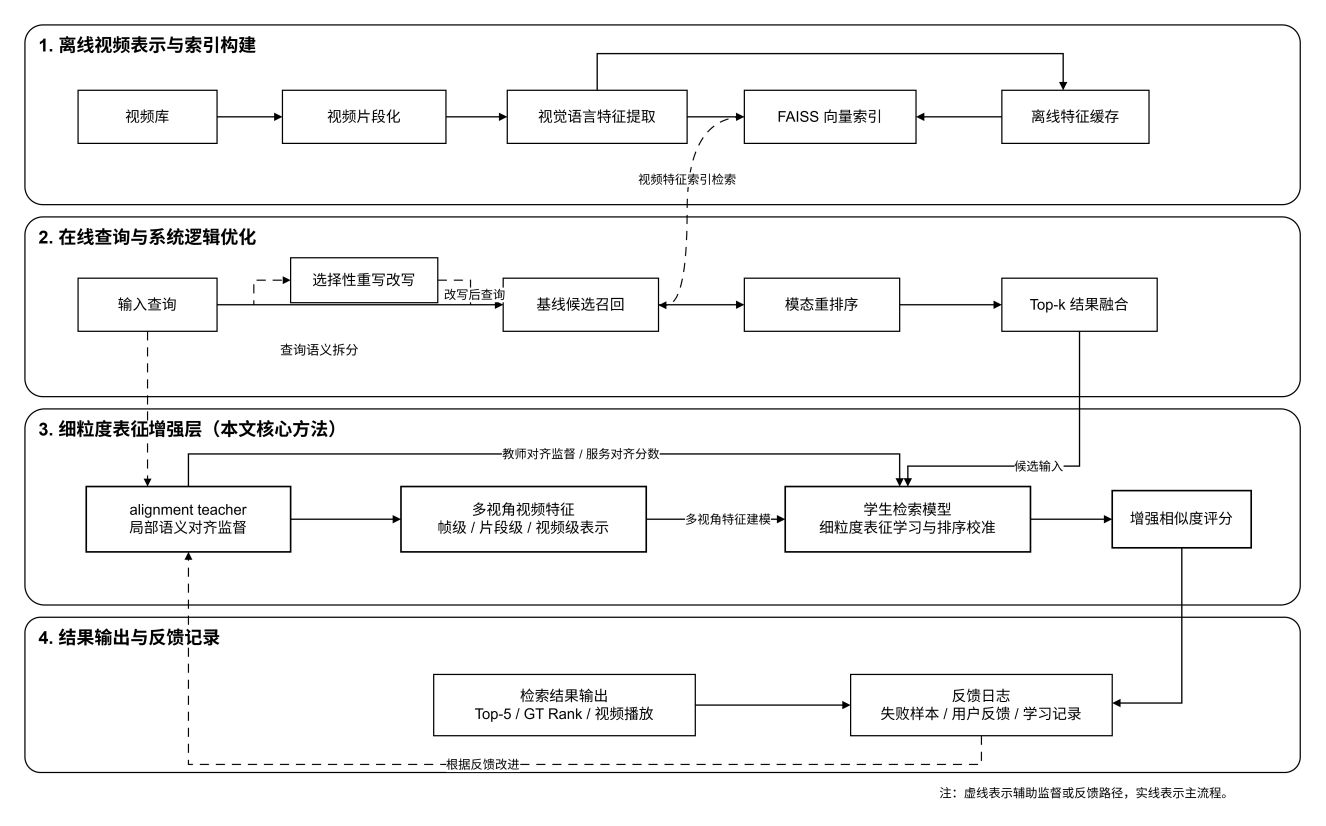 1. 离线视频表示与索引构建
视频库
视频片段化
视觉语言特征提取
FAISS 向量索引
离线特征缓存
视频特征索引检索
2. 在线查询与系统逻辑优化
输入查询
选择性重写改写
改写后查询
基线候选召回
模态重排序
Top-k 结果融合
查询语义拆分
3. 细粒度表征增强层（本文核心方法）
教师对齐监督 / 服务对齐分数
候选输入
alignment teacher
局部语义对齐监督
多视角视频特征
帧级 / 片段级 / 视频级表示
多视角特征建模
学生检索模型
细粒度表征学习与排序校准
增强相似度评分
4. 结果输出与反馈记录
检索结果输出
Top-5 / GT Rank / 视频播放
反馈日志
失败样本 / 用户反馈 / 学习记录
根据反馈改进
注：虚线表示辅助监督或反馈路径，实线表示主流程。